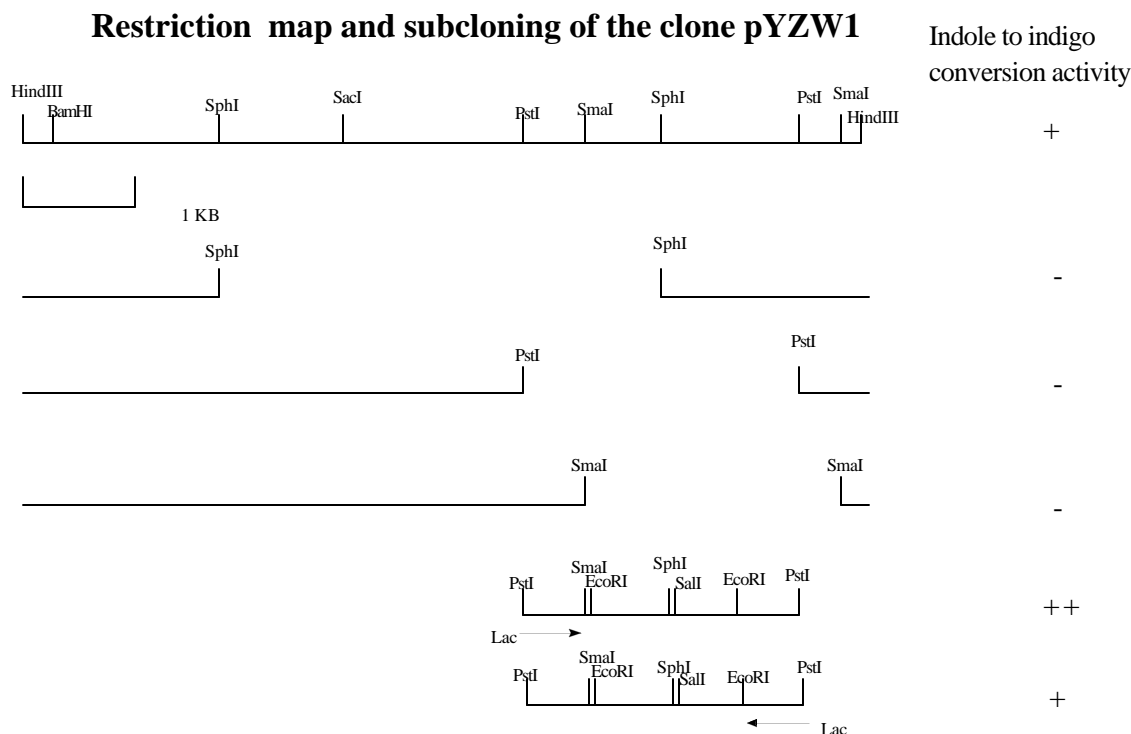 Restriction map and subcloning of the clone pYZW1
Indole to indigo
conversion activity
HindIII
BamHI
SphI
SacI
PstI
SmaI
SphI
PstI
SmaI
HindIII
+
1 KB
SphI
SphI
-
PstI
PstI
-
SmaI
SmaI
-
PstI
SmaI
EcoRI
SphI
SalI
EcoRI
PstI
++
Lac
PstI
SmaI
EcoRI
SphI
SalI
EcoRI
PstI
+
Lac